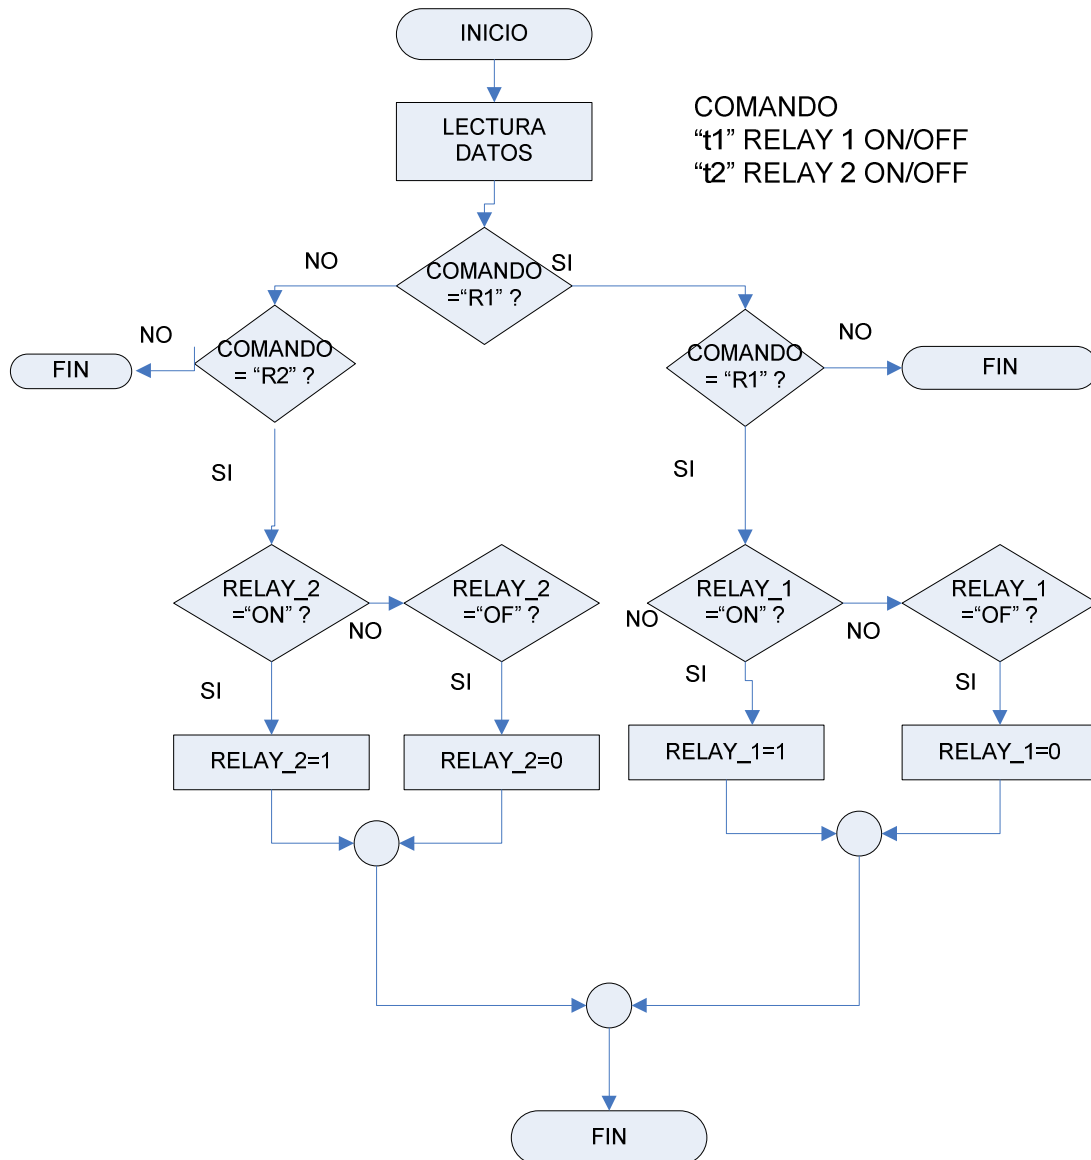 INICIO
LECTURA
DATOS
COMANDO
“t1” RELAY 1 ON/OFF
“t2” RELAY 2 ON/OFF
NO
COMANDO
=“R1” ?
SI
NO
COMANDO
= “R2” ?
FIN
COMANDO
= “R1” ?
NO
FIN
SI
SI
RELAY_2
=“ON” ?
NO
RELAY_2
=“OF” ?
NO
RELAY_1
=“ON” ?
NO
RELAY_1
=“OF” ?
SI
SI
SI
SI
RELAY_2=1
RELAY_2=0
RELAY_1=1
RELAY_1=0
FIN